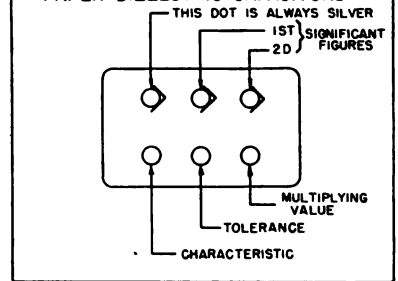 THIS DOT IS ALWAYS SILVER
1ST } SIGNIFICANT
2D } FIGURES
MULTIPLYING
VALUE
TOLERANCE
CHARACTERISTIC